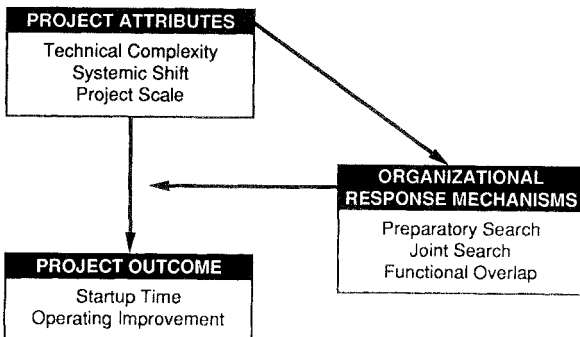 PROJECT ATTRIBUTES
Technical Complexity
Systemic Shift
Project Scale
ORGANIZATIONAL
RESPONSE MECHANISMS
Preparatory Search
Joint Search
Functional Overlap
PROJECT OUTCOME
Startup Time
Operating Improvement